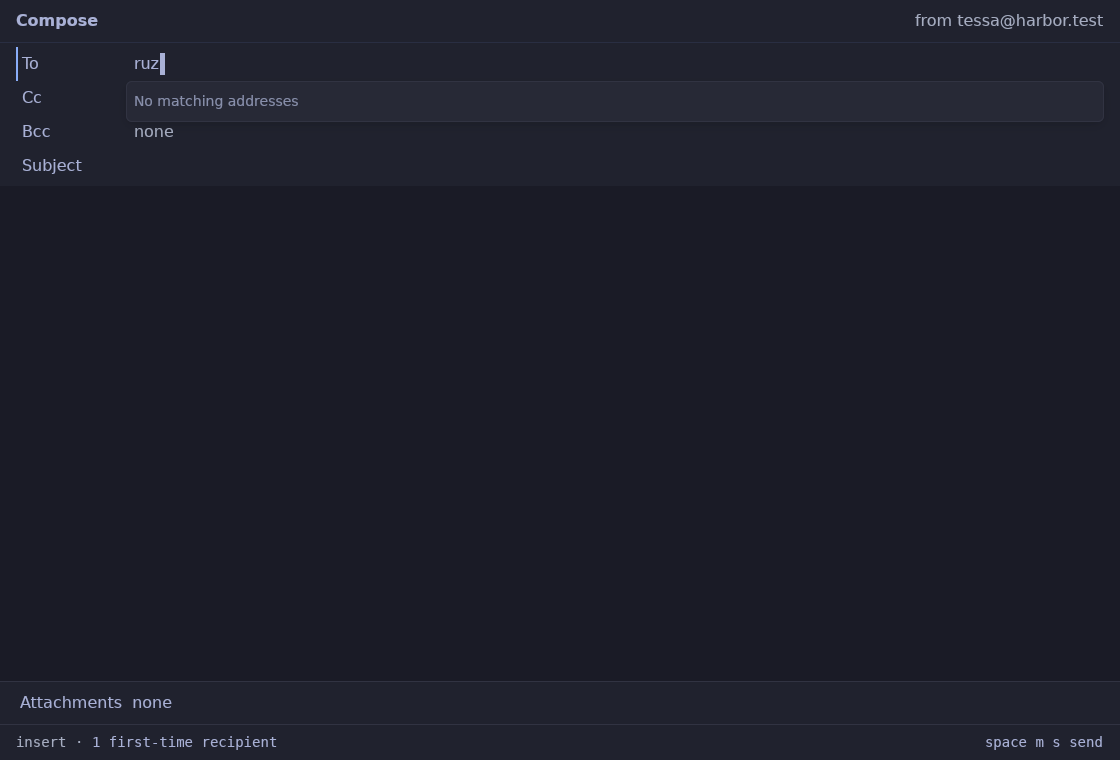 Compose from tessa@harbor.test
To ruz
Cc
No matching addresses
Bcc none
Subject
Attachments none
insert · 1 first-time recipient space m s send